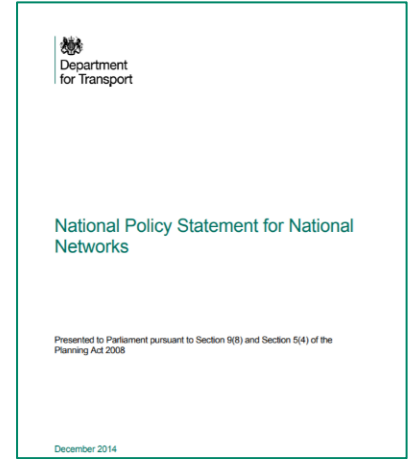 Department
for Transport
National Policy Statement for National
Networks
Presented to Parliament pursuant to Section 9(8) and Section 5(4) of the
Planning Act 2008
December 2014